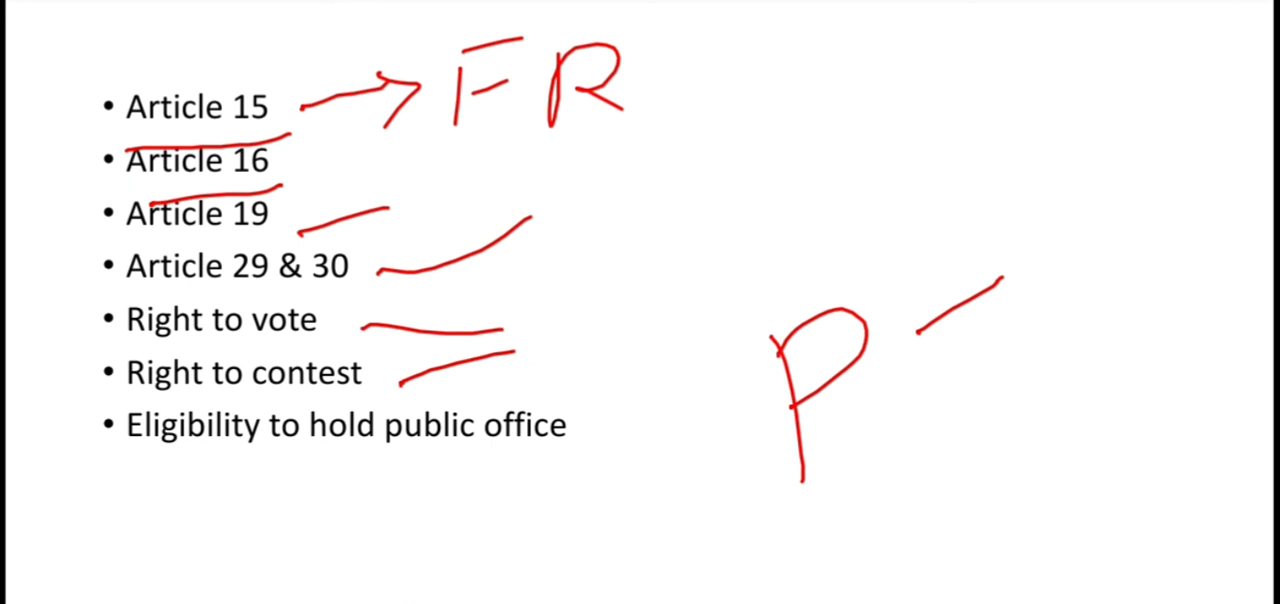 • Article 15 → FR
• Article 16
• Article 19
• Article 29 & 30
• Right to vote
• Right to contest
• Eligibility to hold public office
P –